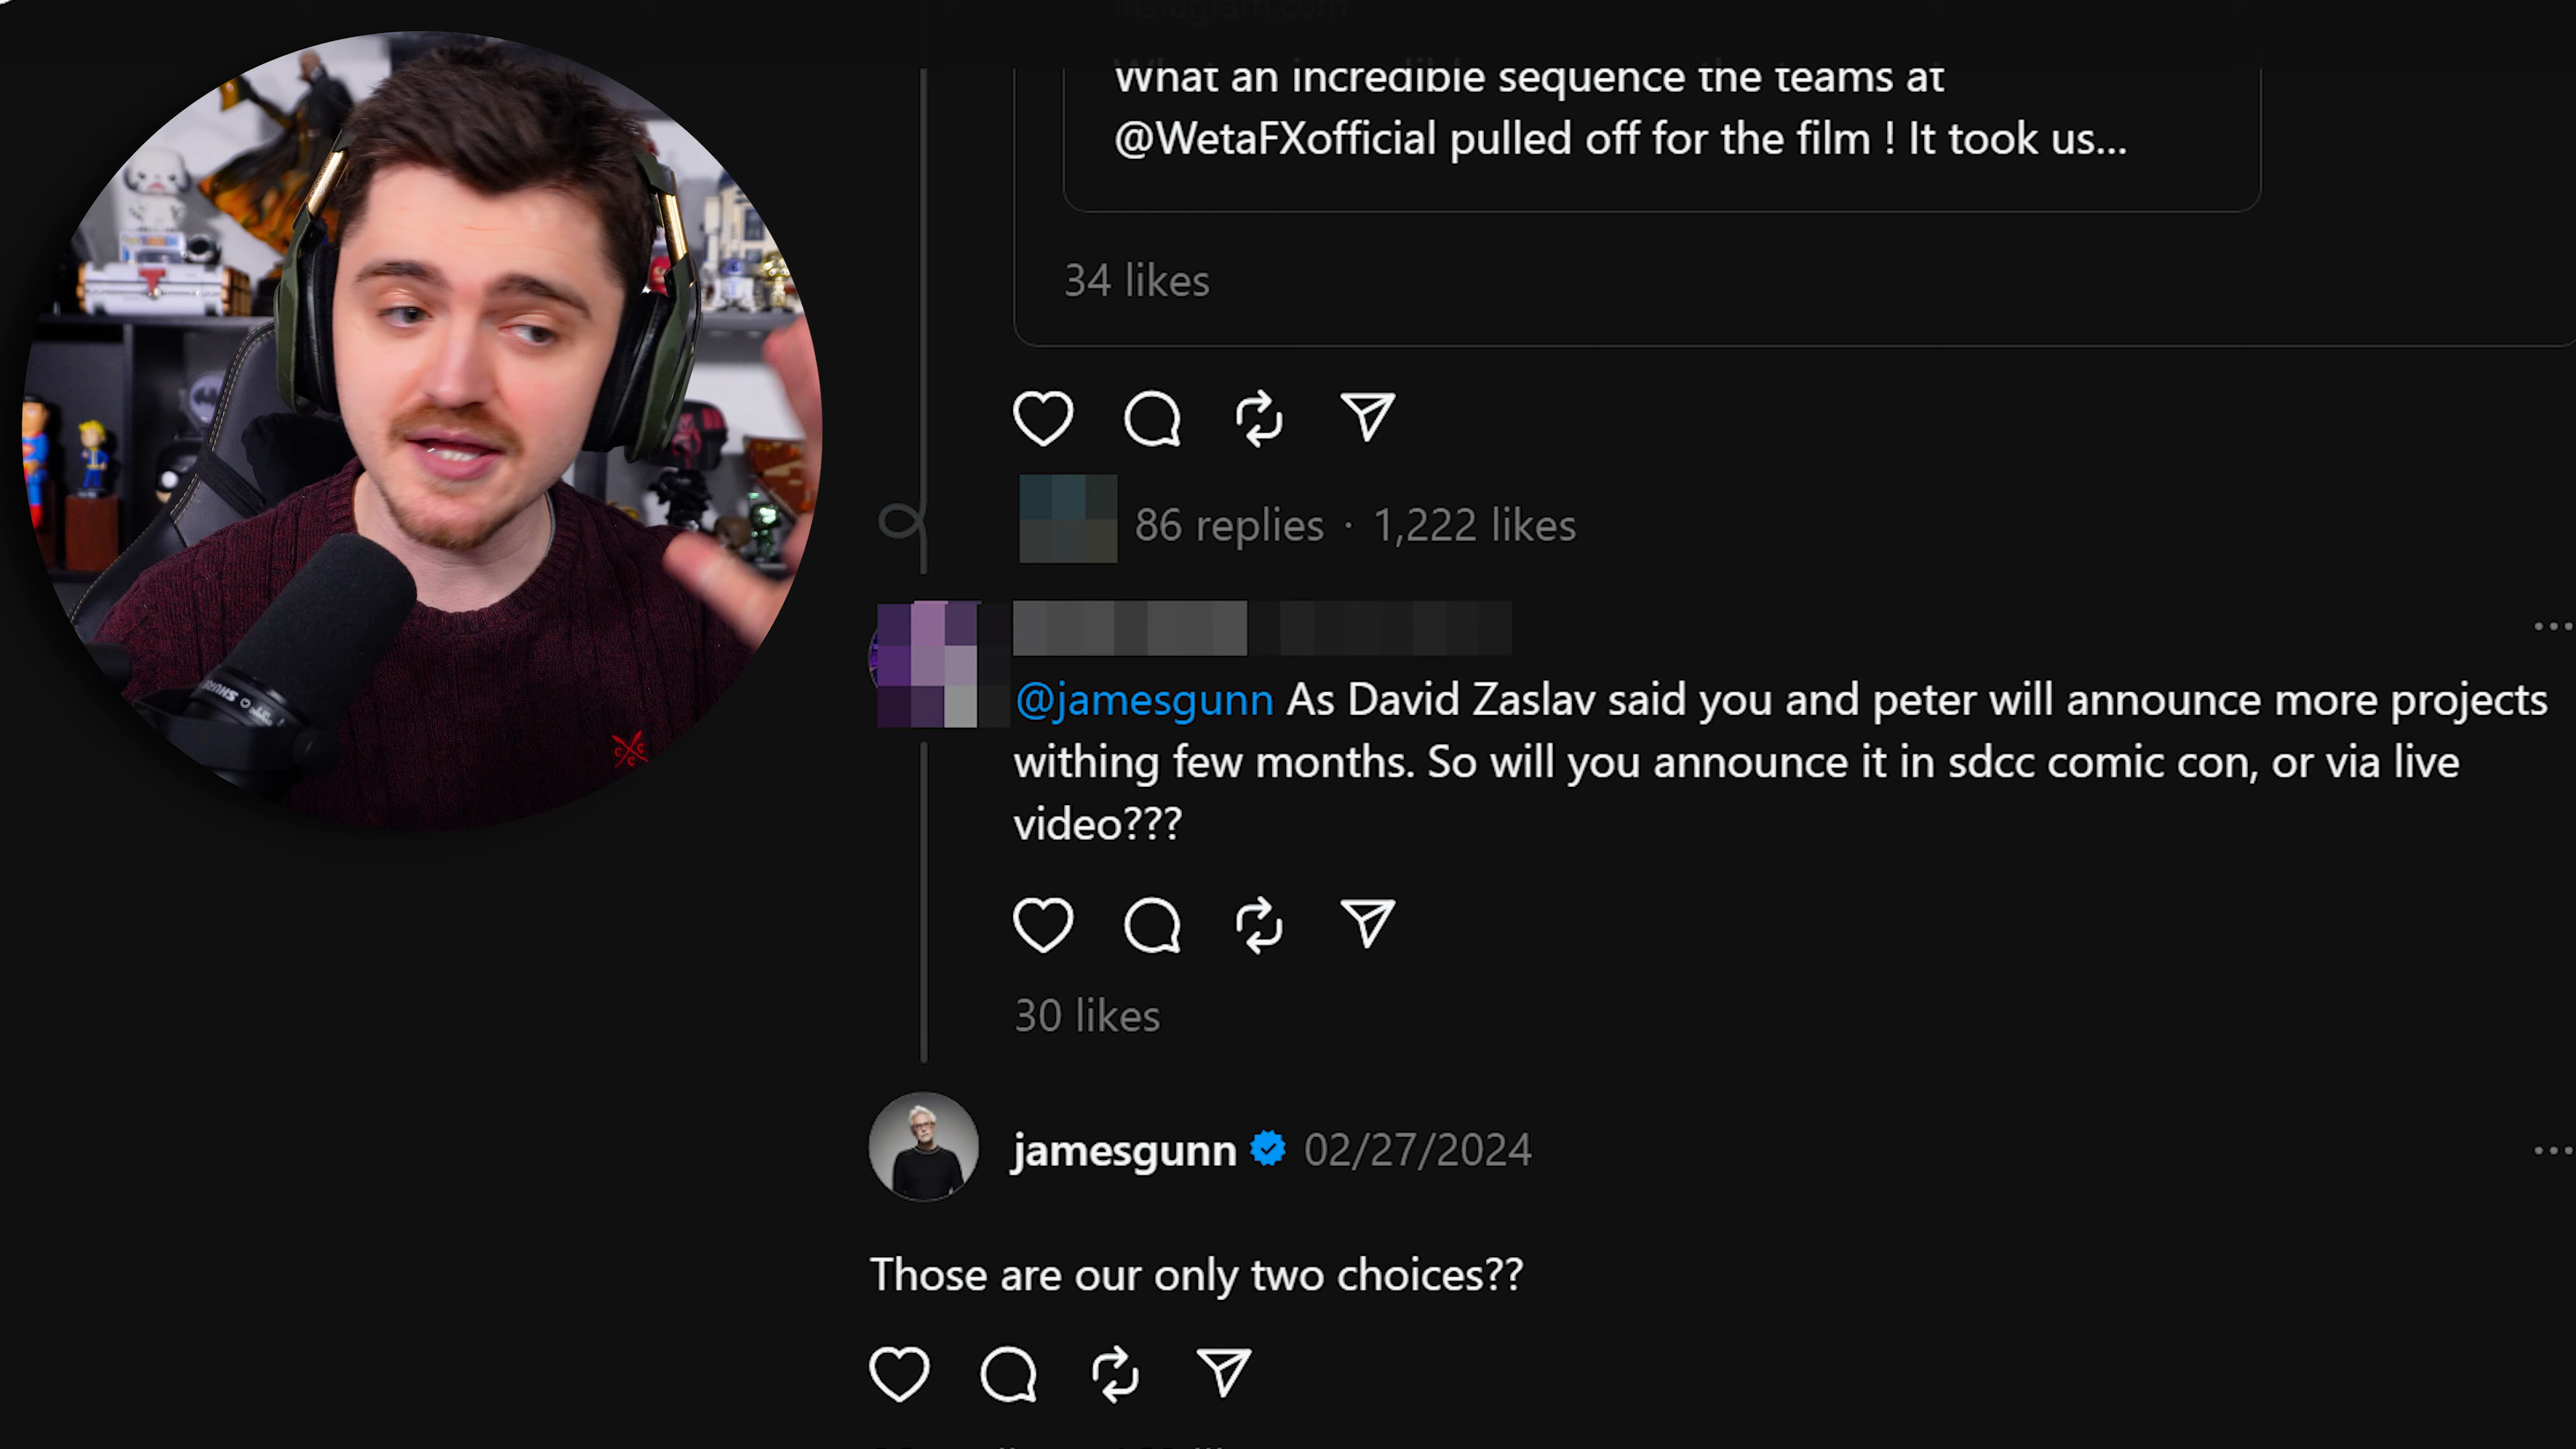 What an incredible sequence the teams at
@WetaFXofficial pulled off for the film ! It took us...
34 likes
86 replies · 1,222 likes
@jamesgunn As David Zaslav said you and peter will announce more projects
withing few months. So will you announce it in sdcc comic con, or via live
video???
30 likes
jamesgunn 02/27/2024
Those are our only two choices??
SHURE